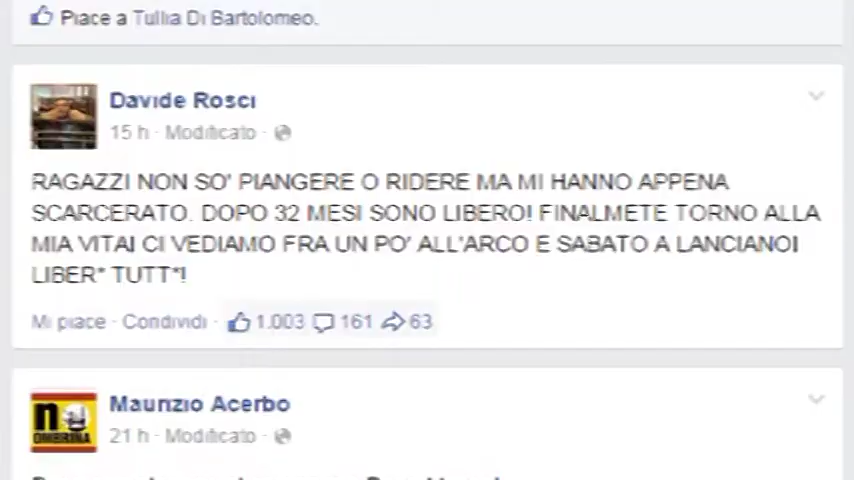 Piace a Tullia Di Bartolomeo.
Davide Rosci
15 h · Modificato ·
RAGAZZI NON SO' PIANGERE O RIDERE MA MI HANNO APPENA
SCARCERATO. DOPO 32 MESI SONO LIBERO! FINALMETE TORNO ALLA
MIA VITA! CI VEDIAMO FRA UN PO' ALL'ARCO E SABATO A LANCIANO!
LIBER* TUTT*!
Mi piace · Condividi · 1.003 161 63
Maurizio Acerbo
21 h · Modificato ·
NO
OMBRINA